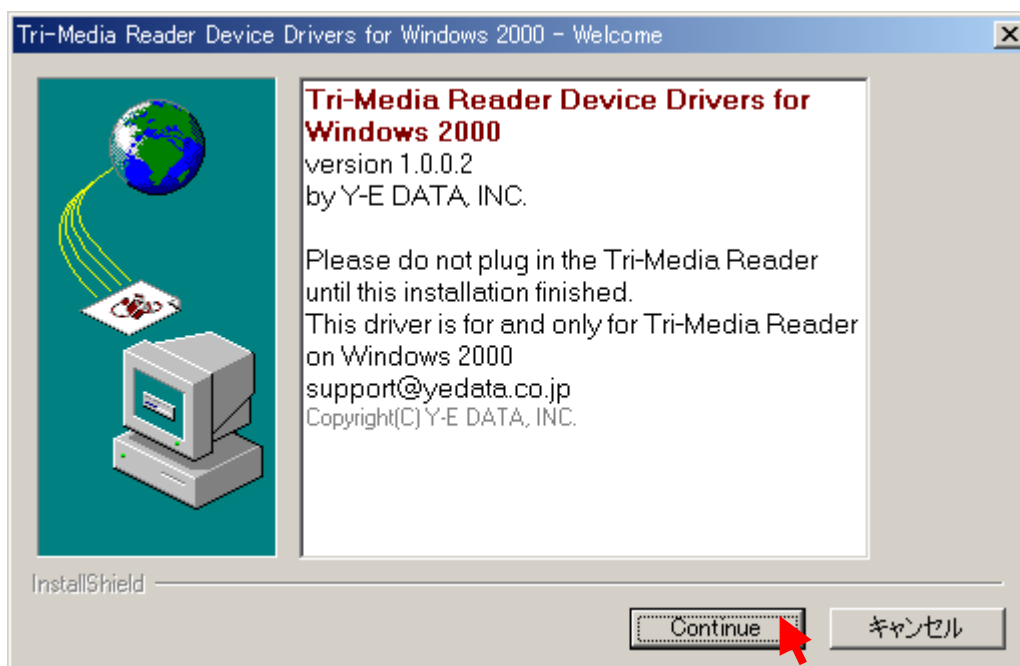 Tri-Media Reader Device Drivers for Windows 2000 - Welcome
Tri-Media Reader Device Drivers for
Windows 2000
version 1.0.0.2
by Y-E DATA, INC.
Please do not plug in the Tri-Media Reader
until this installation finished.
This driver is for and only for Tri-Media Reader
on Windows 2000
support@yedata.co.jp
Copyright(C) Y-E DATA, INC.
InstallShield
Continue
キャンセル